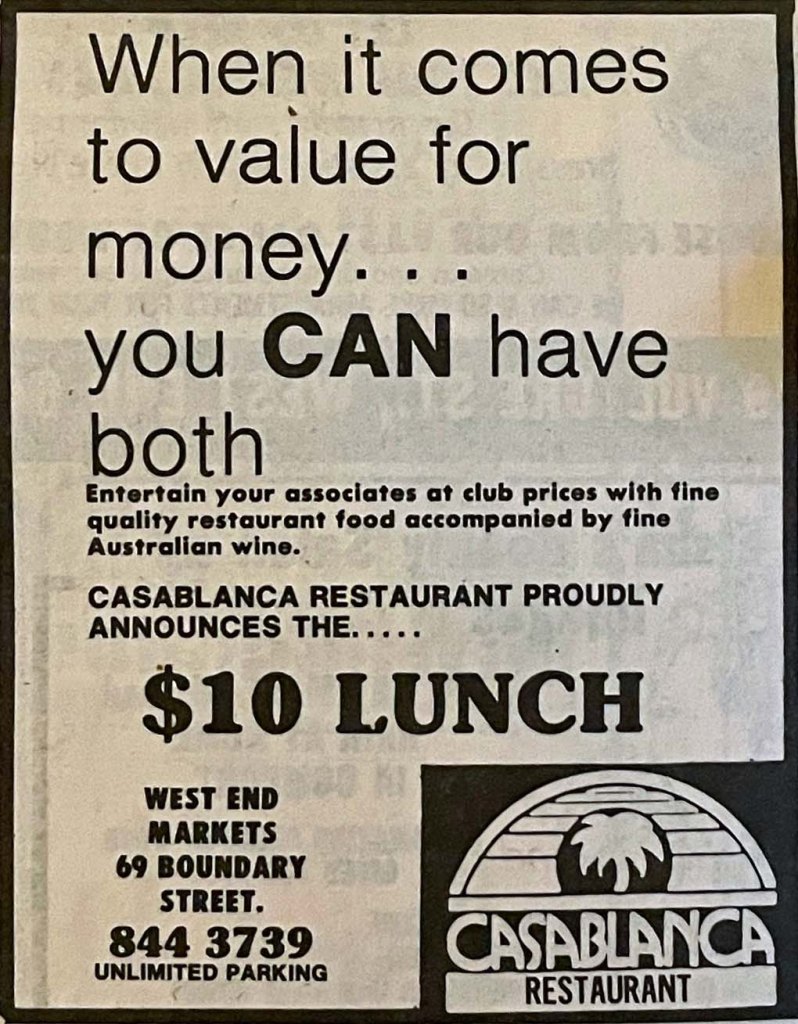 When it comes
to value for
money. . .
you CAN have
both
Entertain your associates at club prices with fine
quality restaurant food accompanied by fine
Australian wine.
CASABLANCA RESTAURANT PROUDLY
ANNOUNCES THE.....
$10 LUNCH
WEST END
MARKETS
69 BOUNDARY
STREET.
844 3739
UNLIMITED PARKING
CASABLANCA
RESTAURANT